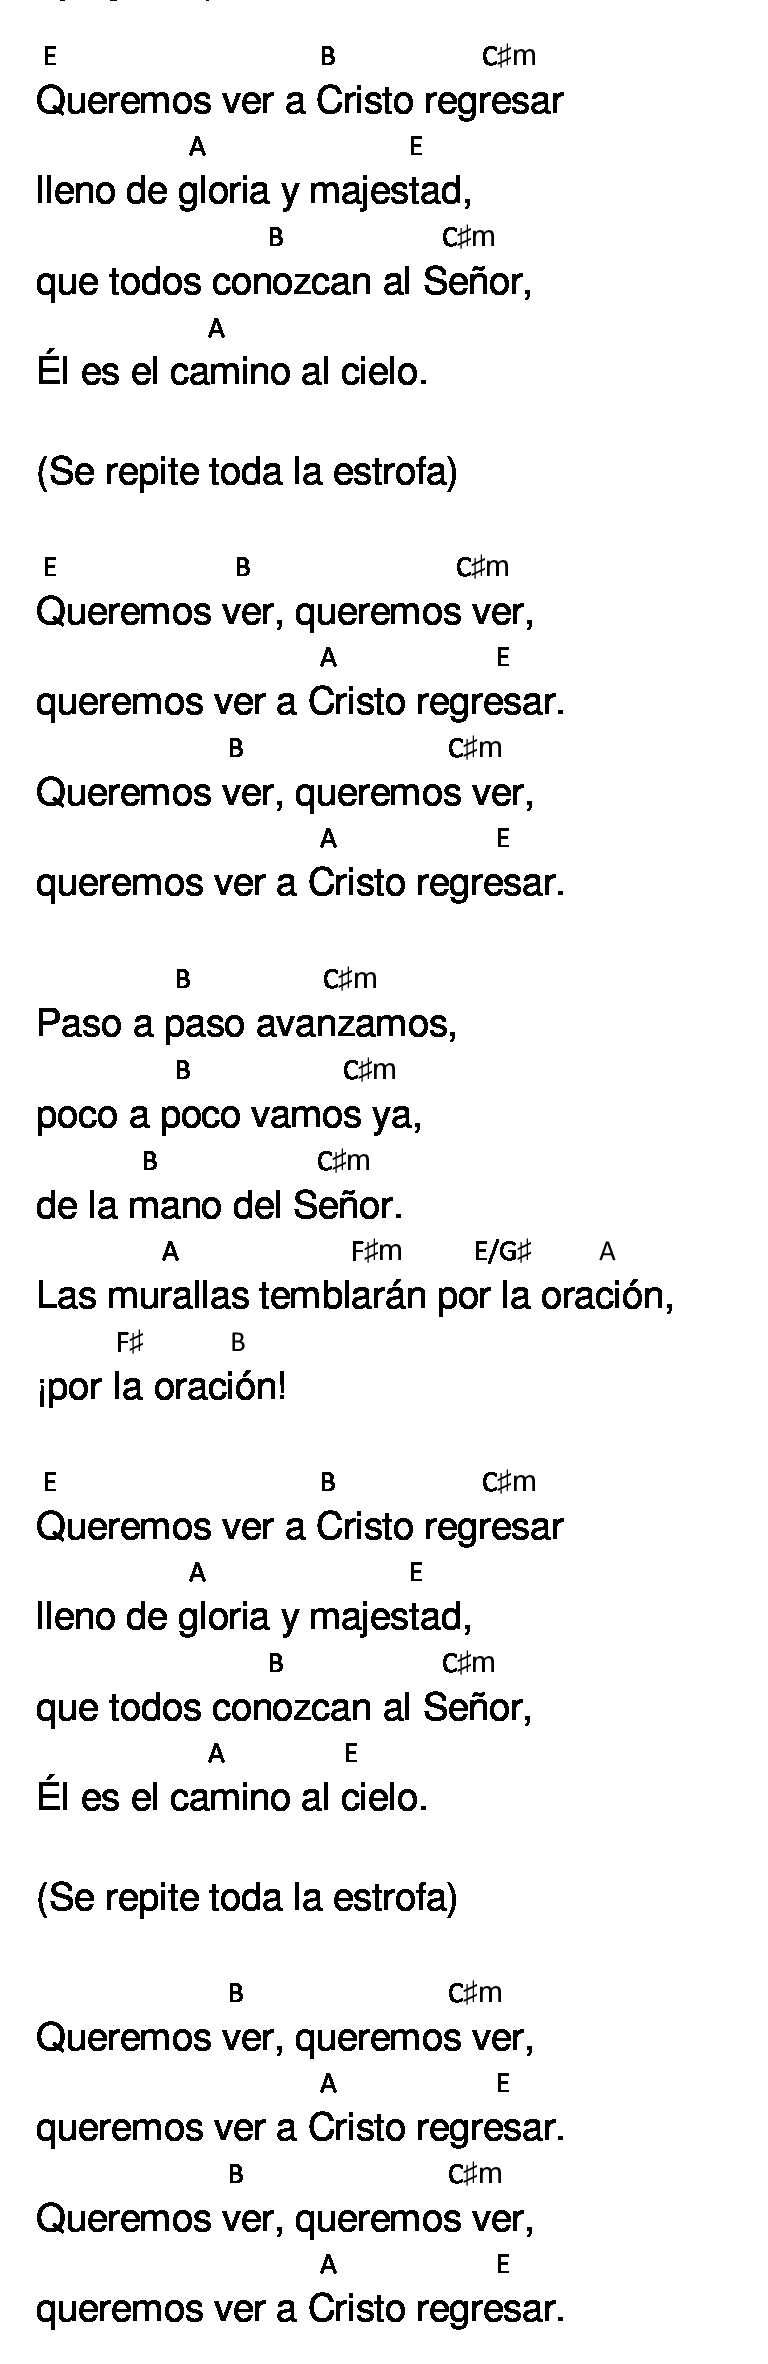 E B C♯m
Queremos ver a Cristo regresar
A E
lleno de gloria y majestad,
B C♯m
que todos conozcan al Señor,
A
Él es el camino al cielo.
(Se repite toda la estrofa)
E B C♯m
Queremos ver, queremos ver,
A E
queremos ver a Cristo regresar.
B C♯m
Queremos ver, queremos ver,
A E
queremos ver a Cristo regresar.
B C♯m
Paso a paso avanzamos,
B C♯m
poco a poco vamos ya,
B C♯m
de la mano del Señor.
A F♯m E/G♯ A
Las murallas temblarán por la oración,
F♯ B
¡por la oración!
E B C♯m
Queremos ver a Cristo regresar
A E
lleno de gloria y majestad,
B C♯m
que todos conozcan al Señor,
A E
Él es el camino al cielo.
(Se repite toda la estrofa)
B C♯m
Queremos ver, queremos ver,
A E
queremos ver a Cristo regresar.
B C♯m
Queremos ver, queremos ver,
A E
queremos ver a Cristo regresar.